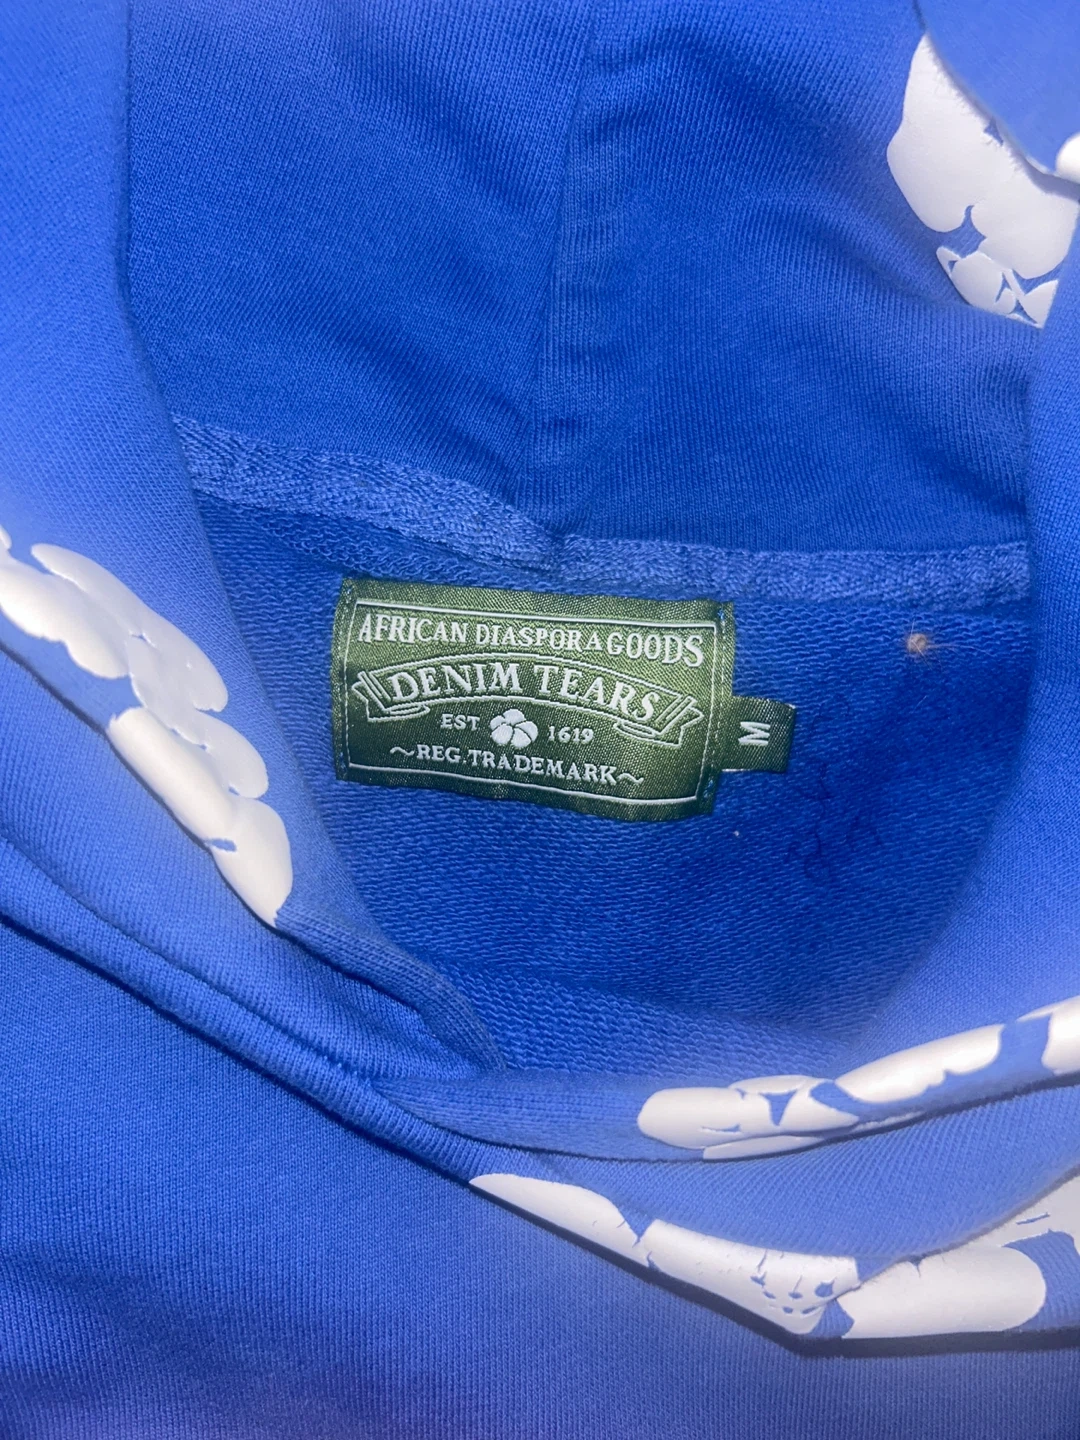 AFRICAN DIASPORA GOODS
DENIM TEARS
EST 1619
~REG.TRADEMARK~
M